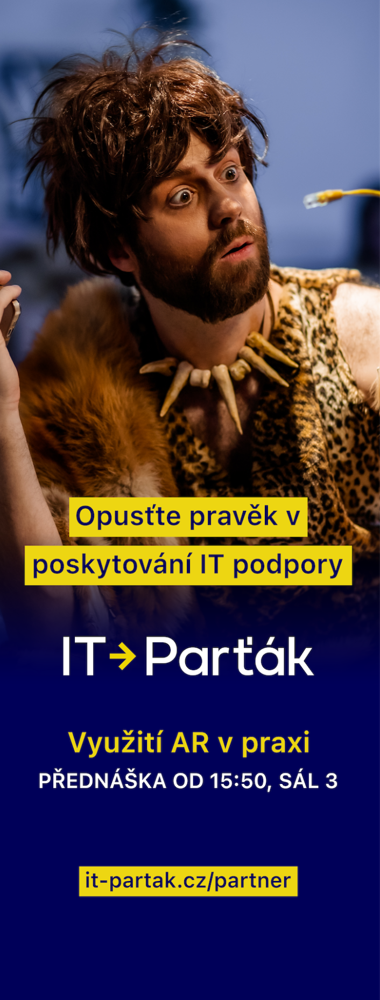 Opusťte pravěk v
poskytování IT podpory
IT→Parťák
Využití AR v praxi
PŘEDNÁŠKA OD 15:50, SÁL 3
it-partak.cz/partner